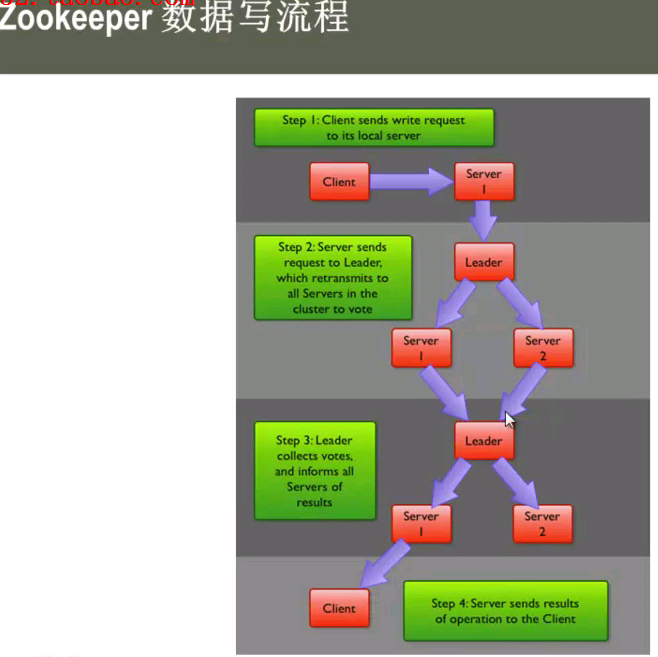 Zookeeper 数据写流程
Step 1: Client sends write request
to its local server
Client
Server
1
Step 2: Server sends
request to Leader,
which retransmits to
all Servers in the
cluster to vote
Leader
Server
1
Server
2
Step 3: Leader
collects votes,
and informs all
Servers of
results
Leader
Server
1
Server
2
Client
Step 4: Server sends results
of operation to the Client